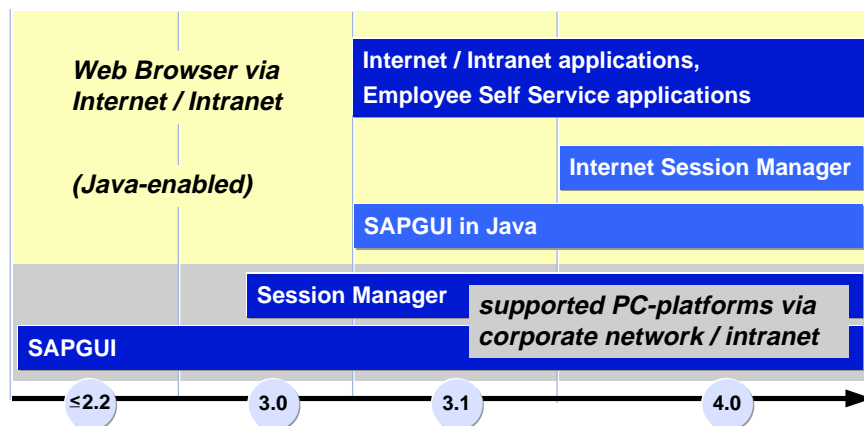 Web Browser via
Internet / Intranet
(Java-enabled)
Internet / Intranet applications,
Employee Self Service applications
Internet Session Manager
SAPGUI in Java
Session Manager
supported PC-platforms via
corporate network / intranet
SAPGUI
≤2.2
3.0
3.1
4.0